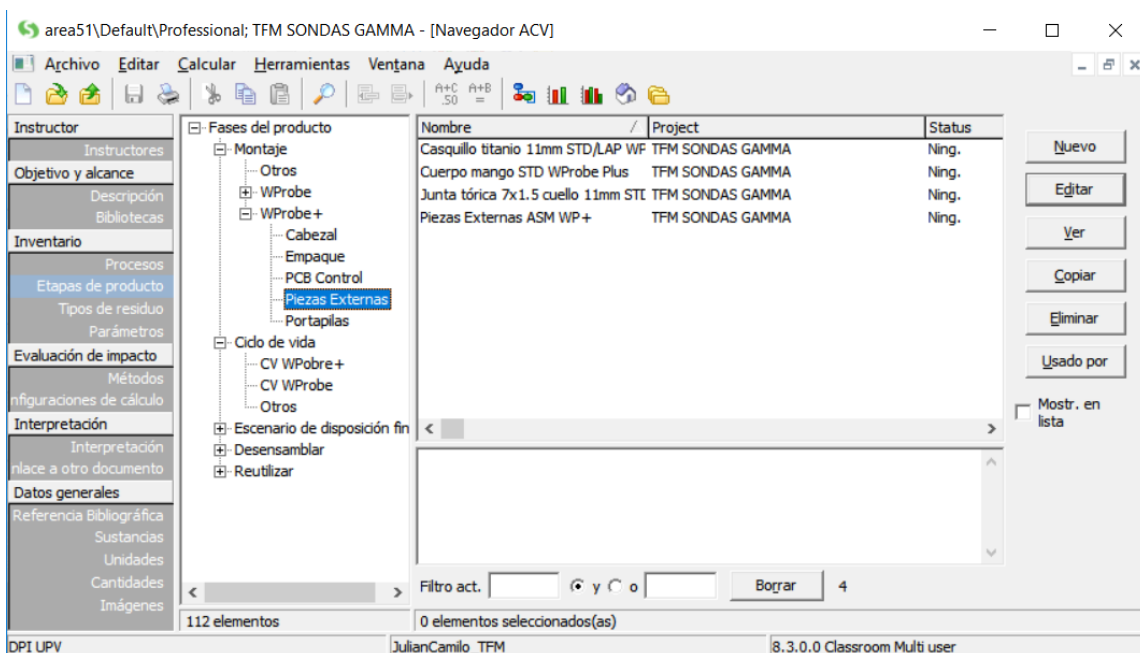 area51\Default\Professional; TFM SONDAS GAMMA - [Navegador ACV]
Archivo Editar Calcular Herramientas Ventana Ayuda
A+C .50 A+B =
Instructor
Instructores
Objetivo y alcance
Descripción
Bibliotecas
Inventario
Procesos
Etapas de producto
Tipos de residuo
Parámetros
Evaluación de impacto
Métodos
nfiguraciones de cálculo
Interpretación
Interpretación
nlace a otro documento
Datos generales
Referencia Bibliográfica
Sustancias
Unidades
Cantidades
Imágenes
Fases del producto
Montaje
Otros
WProbe
WProbe+
Cabezal
Empaque
PCB Control
Piezas Externas
Portapilas
Ciclo de vida
CV WPobre+
CV WProbe
Otros
Escenario de disposición fin
Desensamblar
Reutilizar
112 elementos
Nombre / Project Status
Casquillo titanio 11mm STD/LAP WF TFM SONDAS GAMMA Ning.
Cuerpo mango STD WProbe Plus TFM SONDAS GAMMA Ning.
Junta tórica 7x1.5 cuello 11mm STD TFM SONDAS GAMMA Ning.
Piezas Externas ASM WP+ TFM SONDAS GAMMA Ning.
Filtro act. y o Borrar 4
0 elementos seleccionados(as)
Nuevo
Editar
Ver
Copiar
Eliminar
Usado por
Mostr. en
lista
DPI UPV JulianCamilo_TFM 8.3.0.0 Classroom Multi user